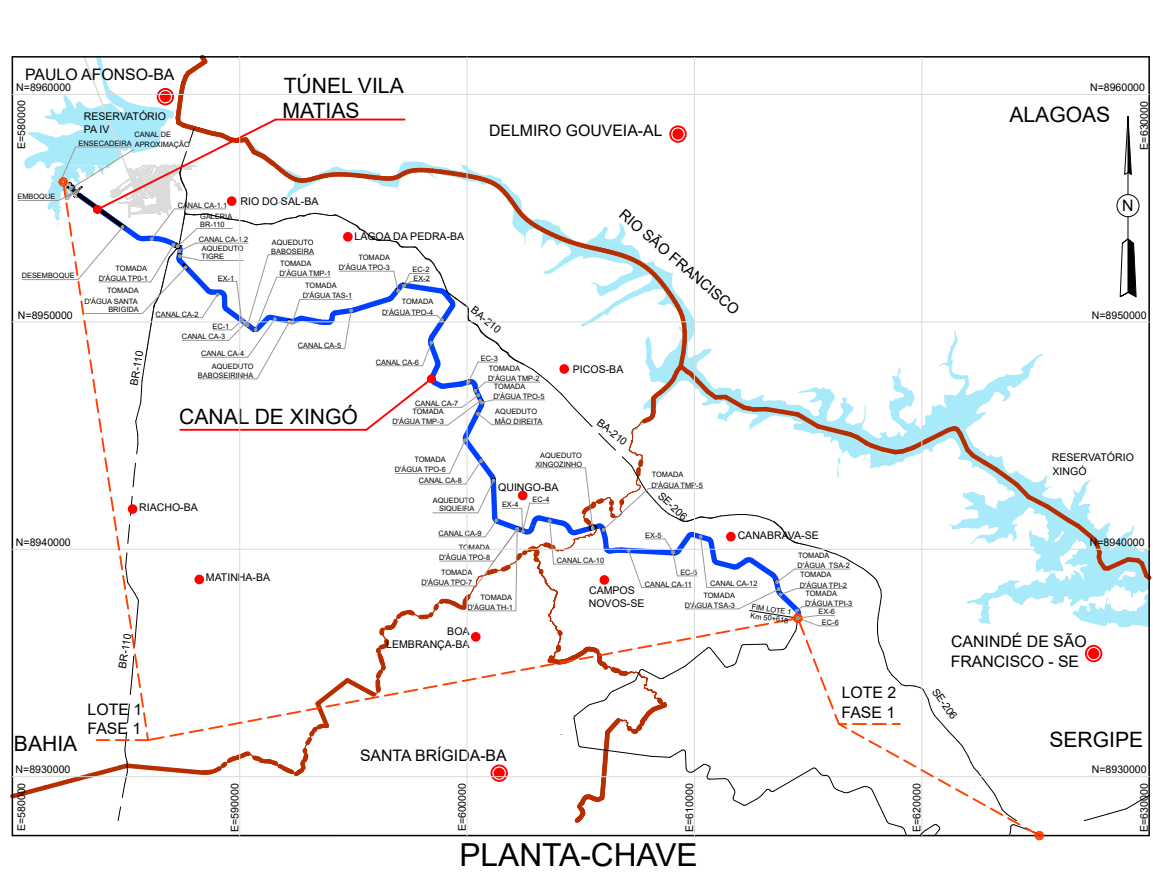 PAULO AFONSO-BA
N=8960000
E=580000
TÚNEL VILA
MATIAS
N=8960000
E=630000
ALAGOAS
RESERVATÓRIO
PA IV
ENSECADEIRA
CANAL DE
APROXIMAÇÃO
DELMIRO GOUVEIA-AL
N
EMBOQUE
RIO DO SAL-BA
CANAL CA-1.1
GALERIA
BR-110
CANAL CA-1.2
AQUEDUTO
TIGRE
LAGOA DA PEDRA-BA
RIO SÃO FRANCISCO
AQUEDUTO
BABOSEIRA
DESEMBOQUE
TOMADA
D'ÁGUA TP0-1
EX-1
TOMADA
D'ÁGUA TMP-1
TOMADA
D'ÁGUA TPO-3
EC-2
EX-2
TOMADA
D'ÁGUA SANTA
BRIGIDA
TOMADA
D'ÁGUA TAS-1
TOMADA
D'ÁGUA TPO-4
CANAL CA-2
N=8950000
N=8950000
EC-1
CANAL CA-3
BA-210
CANAL CA-4
CANAL CA-5
BR-110
AQUEDUTO
BABOSEIRINHA
CANAL CA-6
EC-3
TOMADA
D'ÁGUA TMP-2
PICOS-BA
TOMADA
D'ÁGUA TPO-5
CANAL CA-7
TOMADA
D'ÁGUA TMP-3
AQUEDUTO
MÃO DIREITA
CANAL DE XINGÓ
BA-210
TOMADA
D'ÁGUA TPO-6
CANAL CA-8
AQUEDUTO
XINGOZINHO
RESERVATÓRIO
XINGÓ
TOMADA
D'ÁGUA TMP-5
QUINGO-BA
AQUEDUTO
SIQUEIRA
EX-4
EC-4
SE-206
RIACHO-BA
CANAL CA-9
EX-5
CANABRAVA-SE
N=8940000
N=8940000
TOMADA
D'ÁGUA TPO-8
CANAL CA-10
TOMADA
D'ÁGUA TSA-2
TOMADA
D'ÁGUA TPO-7
EC-5
MATINHA-BA
CANAL CA-11
CANAL CA-12
TOMADA
D'ÁGUA TPI-2
CAMPOS
NOVOS-SE
TOMADA
D'ÁGUA TH-1
TOMADA
D'ÁGUA TSA-3
TOMADA
D'ÁGUA TPI-3
FIM LOTE 1
Km 50+618
EX-6
EC-6
BR-110
BOA
LEMBRANÇA-BA
CANINDÉ DE SÃO
FRANCISCO - SE
LOTE 1
FASE 1
LOTE 2
FASE 1
SE-206
BAHIA
SANTA BRÍGIDA-BA
SERGIPE
N=8930000
N=8930000
E=580000
E=590000
E=600000
E=610000
E=620000
E=630000
PLANTA-CHAVE